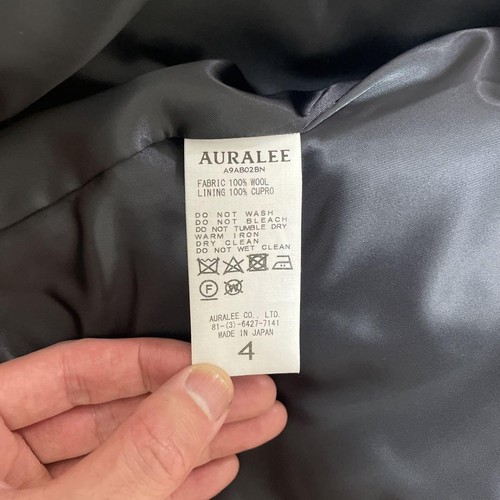 AURALEE
A9AB02BN
FABRIC 100% WOOL
LINING 100% CUPRO
DO NOT WASH
DO NOT BLEACH
DO NOT TUMBLE DRY
WARM IRON
DRY CLEAN
DO NOT WET CLEAN
F W
AURALEE CO., LTD.
81-(3)-6427-7141
MADE IN JAPAN
4